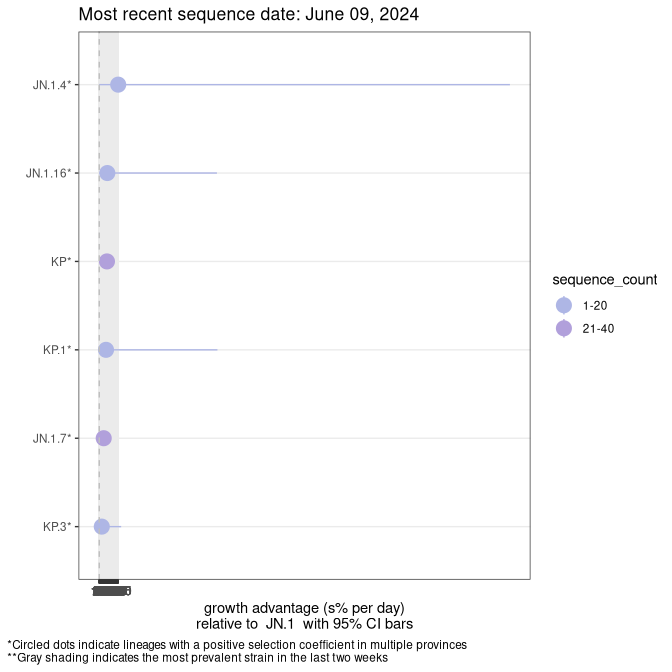 Most recent sequence date: June 09, 2024
JN.1.4*
JN.1.16*
KP*
KP.1*
JN.1.7*
KP.3*
sequence_count
1-20
21-40
growth advantage (s% per day)
relative to  JN.1  with 95% CI bars
*Circled dots indicate lineages with a positive selection coefficient in multiple provinces
**Gray shading indicates the most prevalent strain in the last two weeks